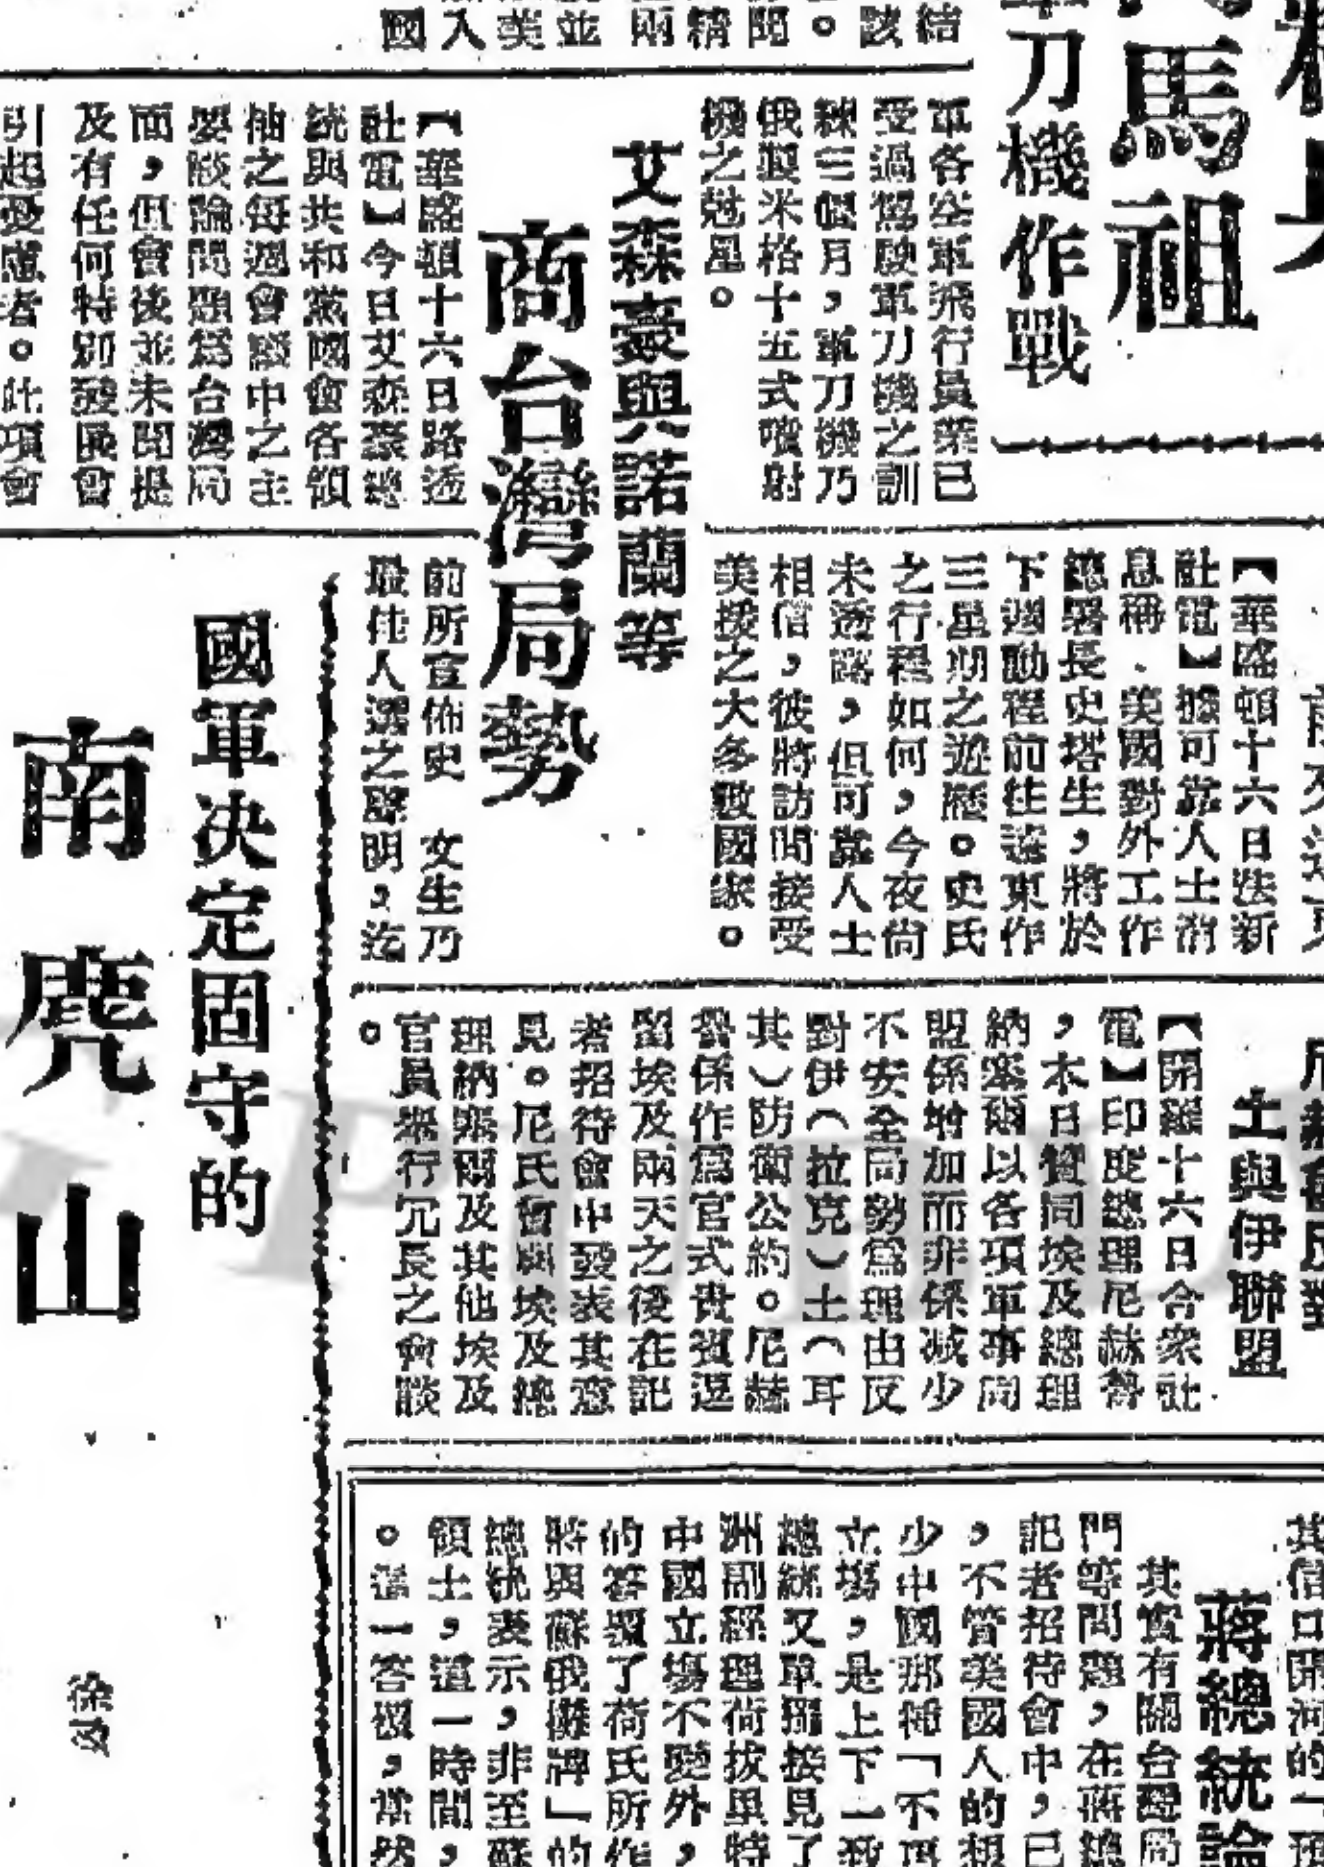 刀機作戰
馬祖
軍各空軍飛行員業已
受過駕駛軍刀機之訓
練三個月，軍刀機乃
俄製米格十五式噴射
機之尅星。
艾森豪與諾蘭等
商台灣局勢
【華盛頓十六日路透
社電】今日艾森豪總
統與共和黨國會各領
袖之每週會談中之主
要談論問題為台灣局
面，但會後並未聞提
及有任何特別發展會
引起憂慮者。此項會
【華盛頓十六日法新
社電】據可靠人士消
息稱．美國對外工作
總署長史塔生，將於
下週動程前往遠東作
三星期之遊歷。史氏
之行程如何，今夜尚
未透露，但可靠人士
相信，彼將訪問接受
美援之大多數國家。
前所宣佈史 文生乃
最佳人選之聲明，迄
土與伊聯盟
【開羅十六日合衆社
電】印度總理尼赫魯
，本日贊同埃及總理
納塞爾以各項軍事同
盟係增加而非係減少
不安全局勢為理由反
對伊（拉克）土（耳
其）防衛公約。尼赫
魯係作為官式貴賓逗
留埃及兩天之後在記
者招待會中發表其意
見。尼氏曾與埃及總
理納塞爾及其他埃及
官員舉行冗長之會談
。
國軍決定固守的
南麂山
蔣總統論
其實有關台灣局
門等問題，在蔣總
記者招待會中，已
，不管美國人的想
少中國那種「不再
立場，是上下一致
總統又單獨接見了
洲副經理荷拔里特
中國立場不變外，
的答覆了荷氏所作
將與蘇俄攤牌」的
總統表示，非至蘇
領土，這一時間，
。這一答覆，當然